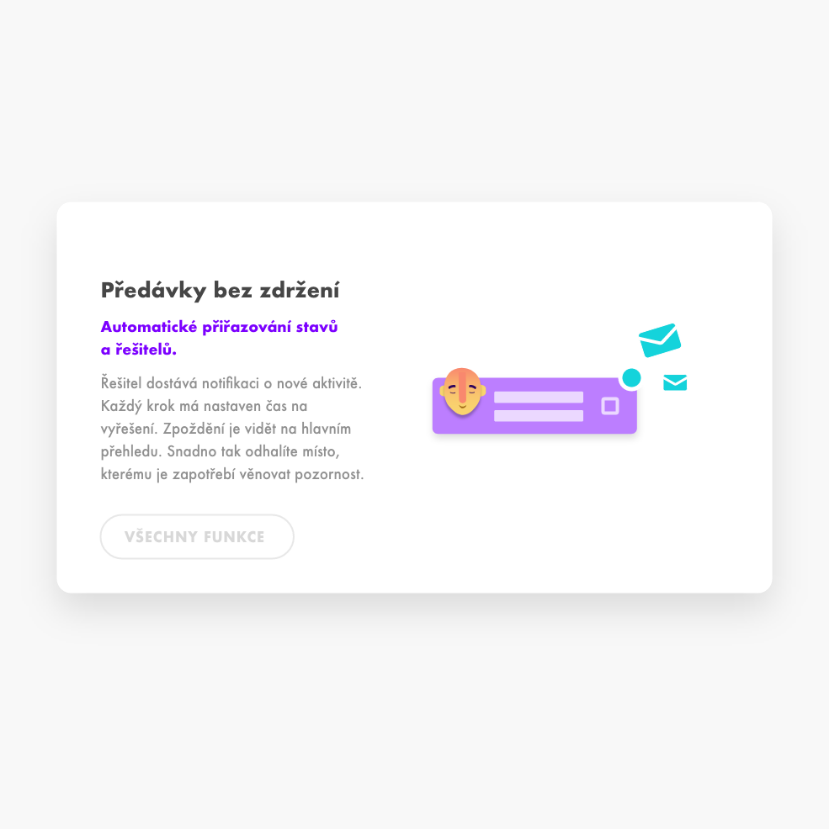 Předávky bez zdržení
Automatické přiřazování stavů
a řešitelů.
Řešitel dostává notifikaci o nové aktivitě.
Každý krok má nastaven čas na
vyřešení. Zpoždění je vidět na hlavním
přehledu. Snadno tak odhalíte místo,
kterému je zapotřebí věnovat pozornost.
VŠECHNY FUNKCE